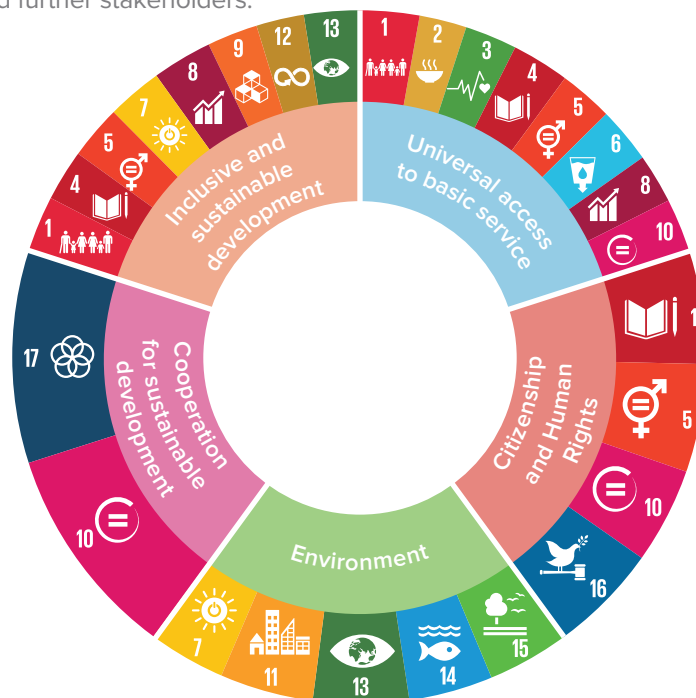 further stakeholders.
Universal access
to basic service
1
2
3
4
5
6
8
10
Citizenship
and Human
Rights
5
10
16
Environment
15
14
13
11
7
Cooperation
for sustainable
development
10
17
Inclusive and
sustainable
development
1
4
5
7
8
9
12
13